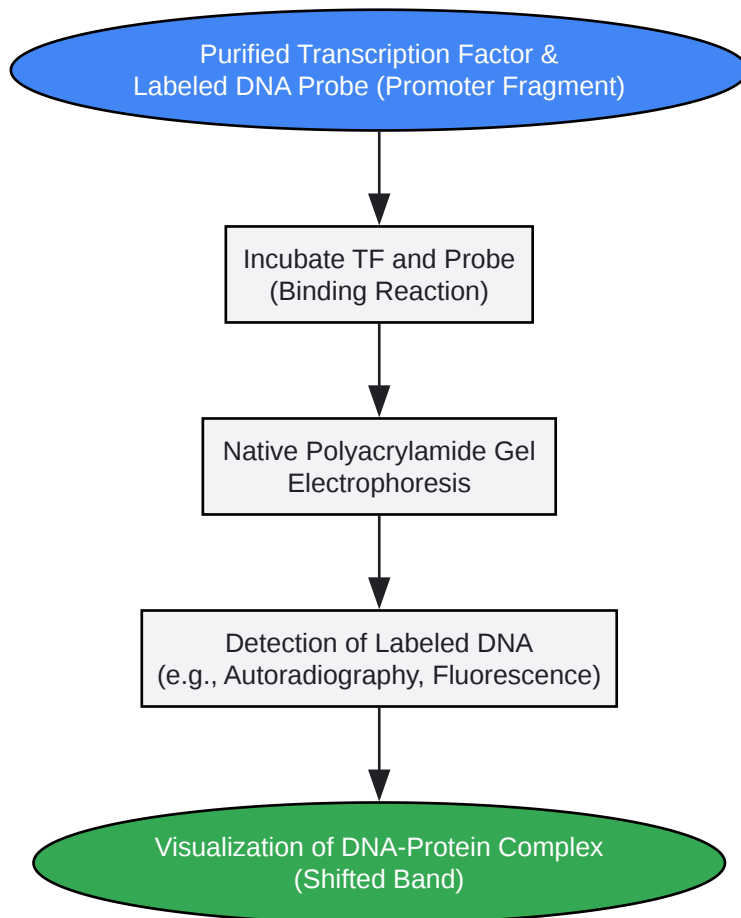 Purified Transcription Factor &
Labeled DNA Probe (Promoter Fragment)
Incubate TF and Probe
(Binding Reaction)
Native Polyacrylamide Gel
Electrophoresis
Detection of Labeled DNA
(e.g., Autoradiography, Fluorescence)
Visualization of DNA-Protein Complex
(Shifted Band)